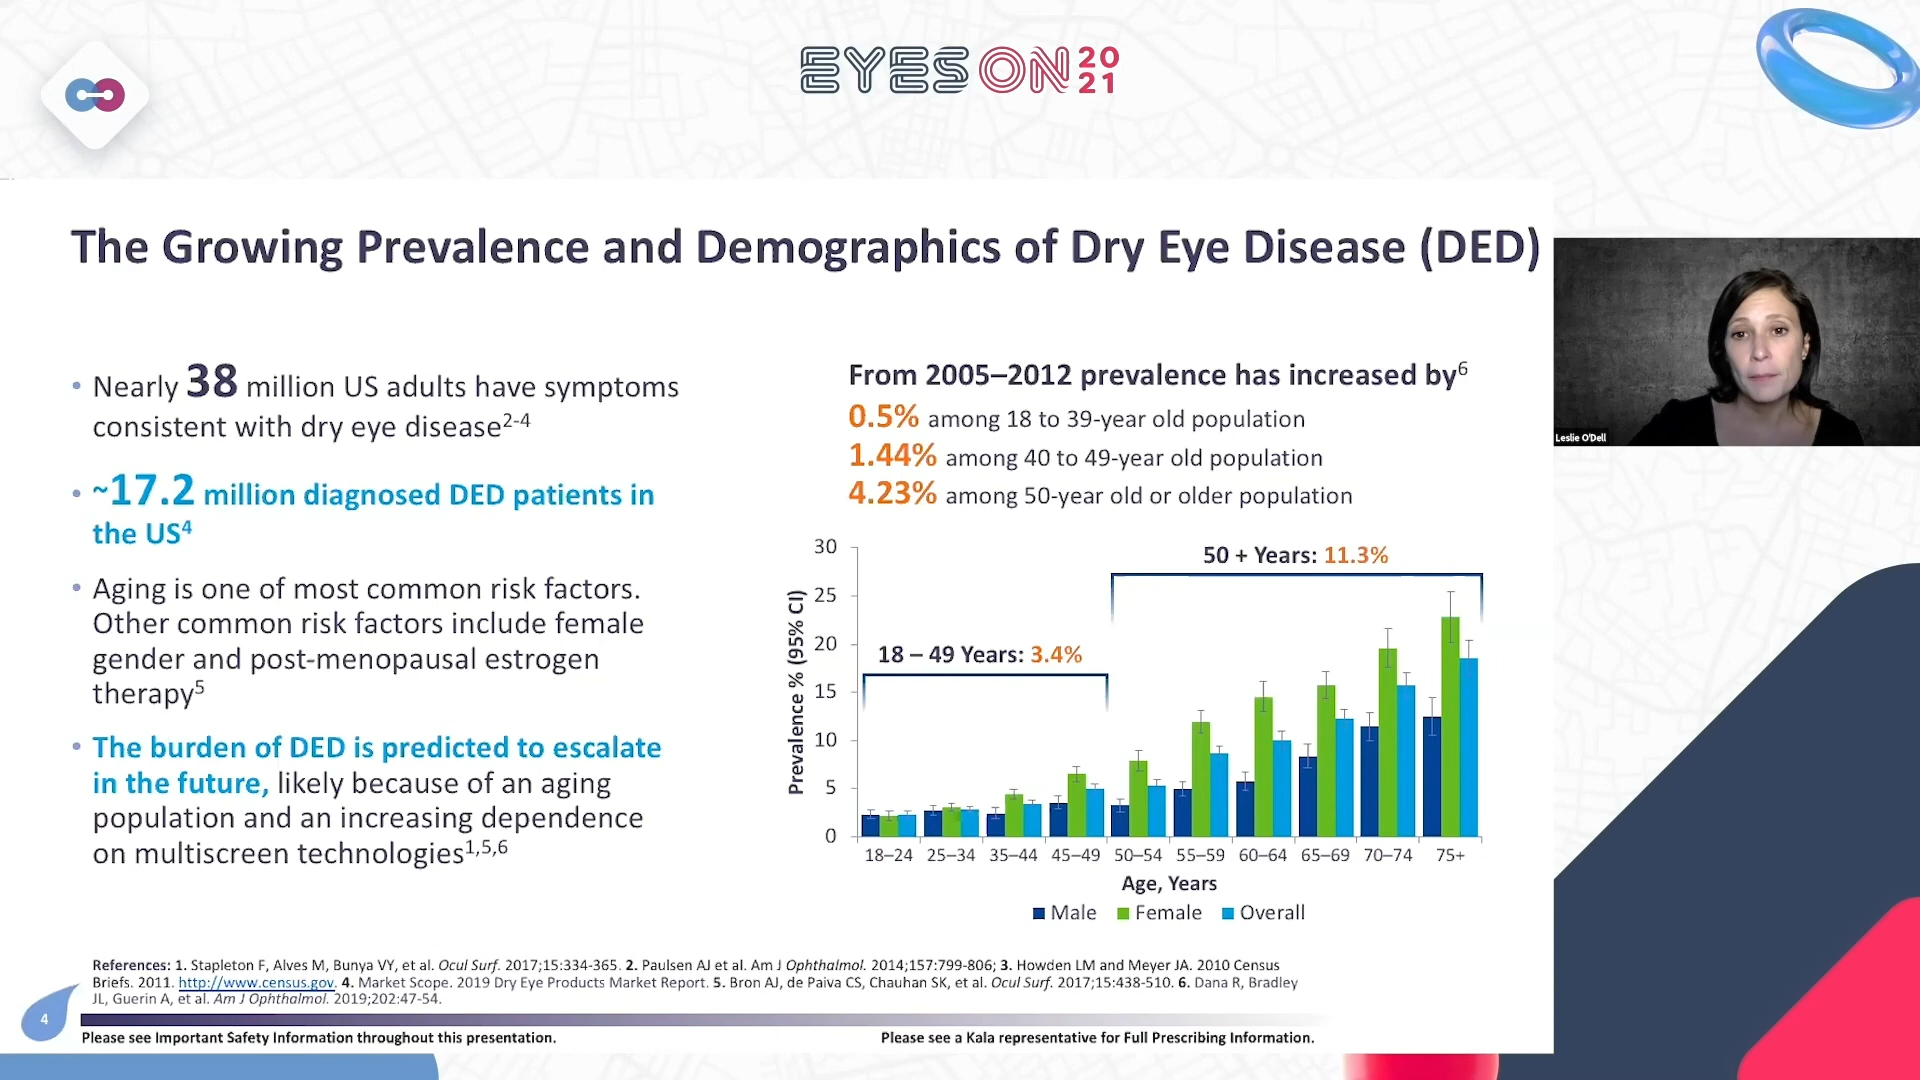 EYES ON 20
21
The Growing Prevalence and Demographics of Dry Eye Disease (DED)
• Nearly 38 million US adults have symptoms
consistent with dry eye disease2-4
• ~17.2 million diagnosed DED patients in
the US4
• Aging is one of most common risk factors.
Other common risk factors include female
gender and post-menopausal estrogen
therapy5
• The burden of DED is predicted to escalate
in the future, likely because of an aging
population and an increasing dependence
on multiscreen technologies1,5,6
From 2005–2012 prevalence has increased by6
0.5% among 18 to 39-year old population
1.44% among 40 to 49-year old population
4.23% among 50-year old or older population
Prevalence % (95% CI)
30
25
20
15
10
5
0
18 – 49 Years: 3.4%
50 + Years: 11.3%
18–24 25–34 35–44 45–49 50–54 55–59 60–64 65–69 70–74 75+
Age, Years
Male Female Overall
Leslie O'Dell
References: 1. Stapleton F, Alves M, Bunya VY, et al. Ocul Surf. 2017;15:334-365. 2. Paulsen AJ et al. Am J Ophthalmol. 2014;157:799-806; 3. Howden LM and Meyer JA. 2010 Census
Briefs. 2011. http://www.census.gov. 4. Market Scope. 2019 Dry Eye Products Market Report. 5. Bron AJ, de Paiva CS, Chauhan SK, et al. Ocul Surf. 2017;15:438-510. 6. Dana R, Bradley
JL, Guerin A, et al. Am J Ophthalmol. 2019;202:47-54.
4
Please see Important Safety Information throughout this presentation.
Please see a Kala representative for Full Prescribing Information.